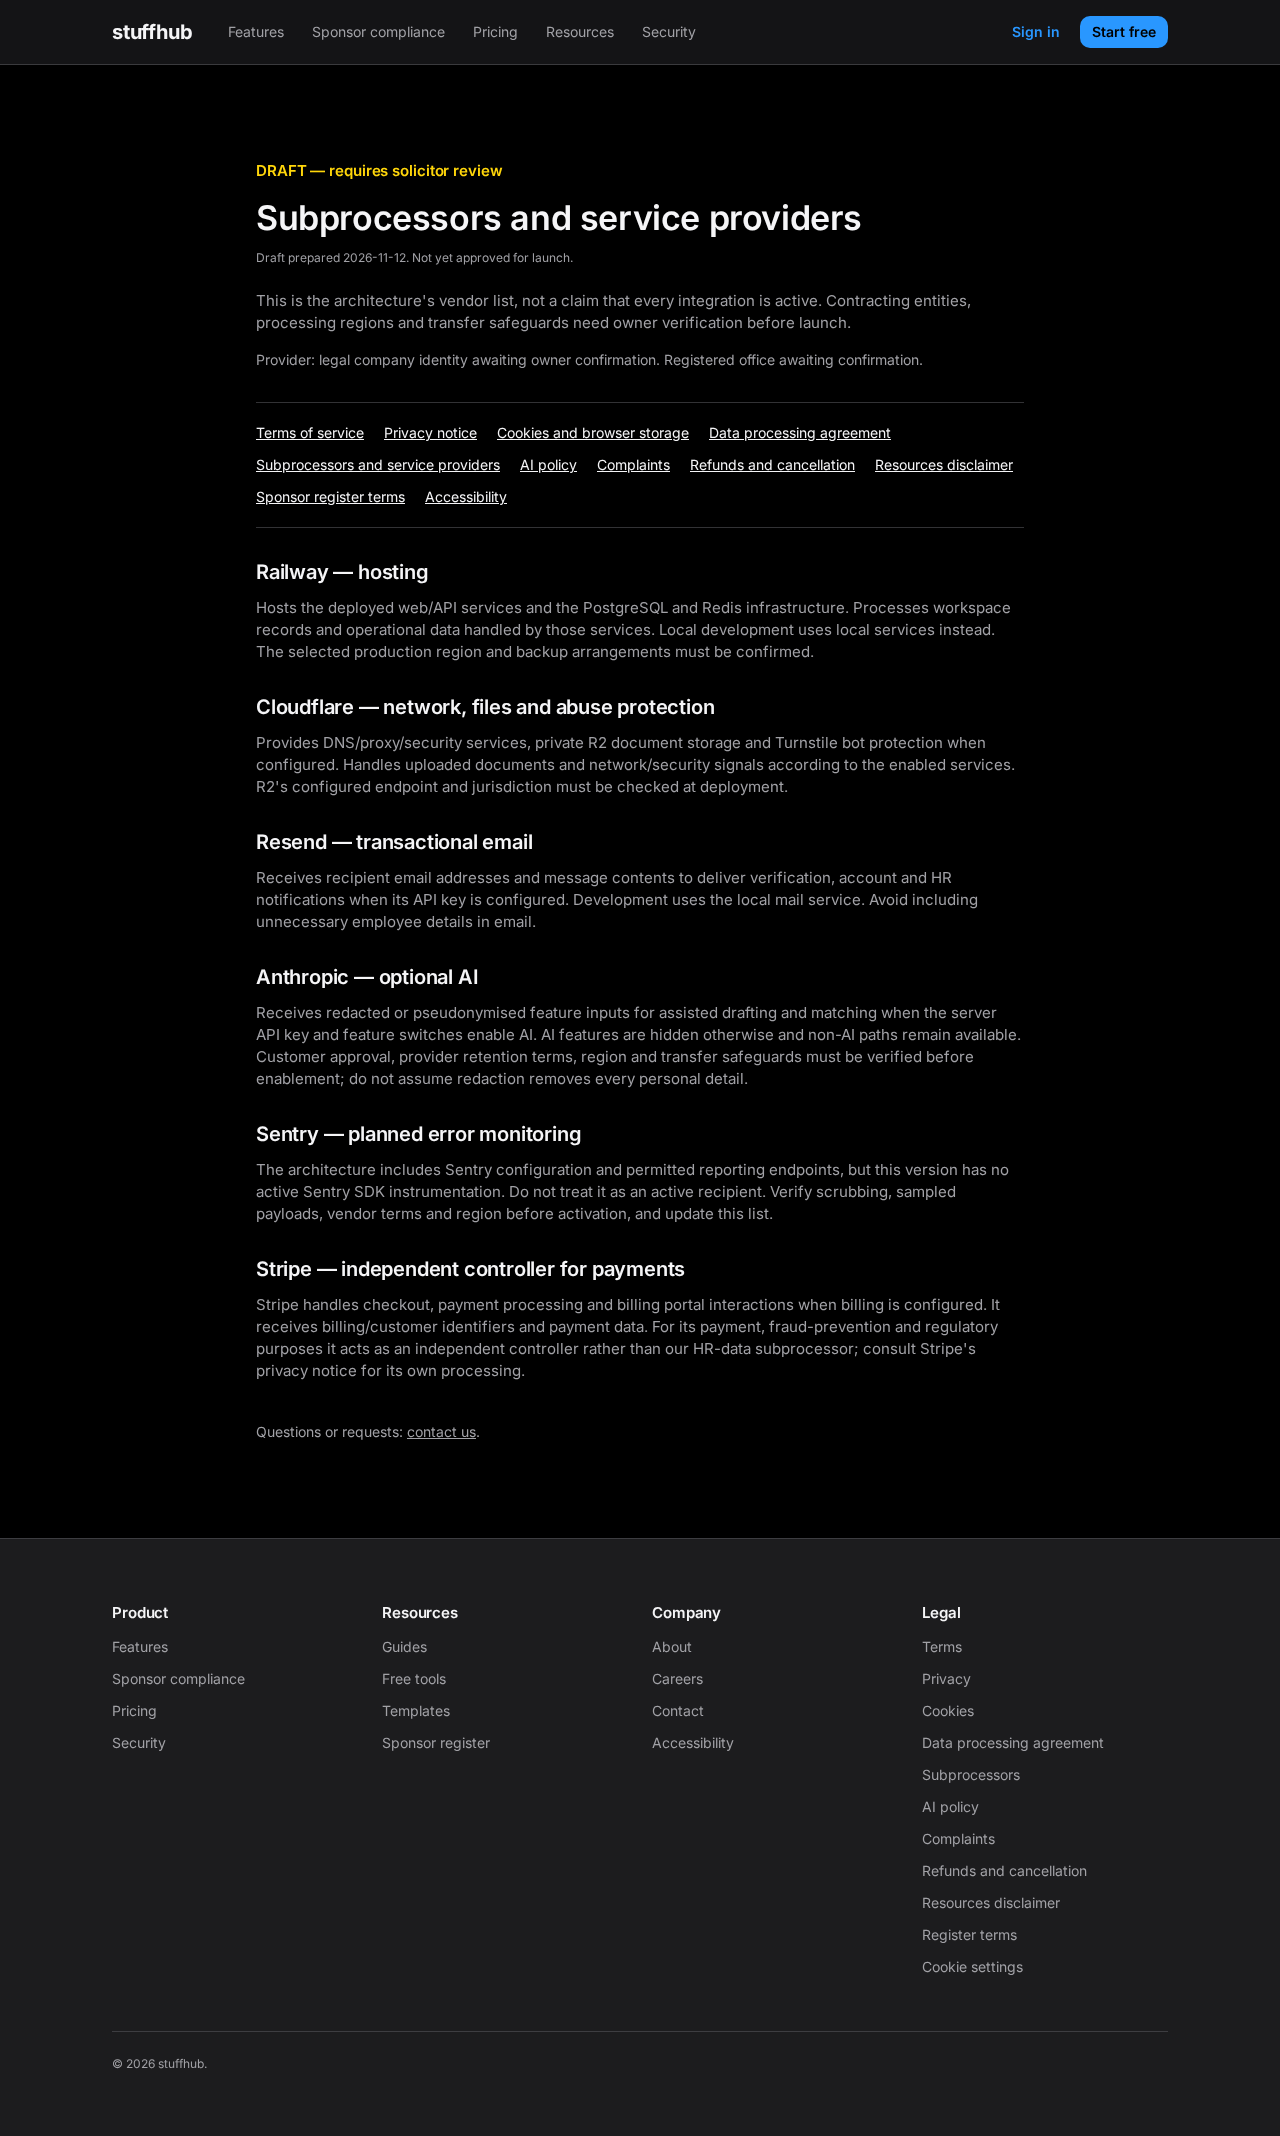 stuffhub
Features
Sponsor compliance
Pricing
Resources
Security
Sign in
Start free
DRAFT — requires solicitor review
Subprocessors and service providers
Draft prepared 2026-11-12. Not yet approved for launch.
This is the architecture's vendor list, not a claim that every integration is active. Contracting entities,
processing regions and transfer safeguards need owner verification before launch.
Provider: legal company identity awaiting owner confirmation. Registered office awaiting confirmation.
Terms of service Privacy notice Cookies and browser storage Data processing agreement
Subprocessors and service providers AI policy Complaints Refunds and cancellation Resources disclaimer
Sponsor register terms Accessibility
Railway — hosting
Hosts the deployed web/API services and the PostgreSQL and Redis infrastructure. Processes workspace
records and operational data handled by those services. Local development uses local services instead.
The selected production region and backup arrangements must be confirmed.
Cloudflare — network, files and abuse protection
Provides DNS/proxy/security services, private R2 document storage and Turnstile bot protection when
configured. Handles uploaded documents and network/security signals according to the enabled services.
R2's configured endpoint and jurisdiction must be checked at deployment.
Resend — transactional email
Receives recipient email addresses and message contents to deliver verification, account and HR
notifications when its API key is configured. Development uses the local mail service. Avoid including
unnecessary employee details in email.
Anthropic — optional AI
Receives redacted or pseudonymised feature inputs for assisted drafting and matching when the server
API key and feature switches enable AI. AI features are hidden otherwise and non-AI paths remain available.
Customer approval, provider retention terms, region and transfer safeguards must be verified before
enablement; do not assume redaction removes every personal detail.
Sentry — planned error monitoring
The architecture includes Sentry configuration and permitted reporting endpoints, but this version has no
active Sentry SDK instrumentation. Do not treat it as an active recipient. Verify scrubbing, sampled
payloads, vendor terms and region before activation, and update this list.
Stripe — independent controller for payments
Stripe handles checkout, payment processing and billing portal interactions when billing is configured. It
receives billing/customer identifiers and payment data. For its payment, fraud-prevention and regulatory
purposes it acts as an independent controller rather than our HR-data subprocessor; consult Stripe's
privacy notice for its own processing.
Questions or requests: contact us.
Product
Features
Sponsor compliance
Pricing
Security
Resources
Guides
Free tools
Templates
Sponsor register
Company
About
Careers
Contact
Accessibility
Legal
Terms
Privacy
Cookies
Data processing agreement
Subprocessors
AI policy
Complaints
Refunds and cancellation
Resources disclaimer
Register terms
Cookie settings
© 2026 stuffhub.